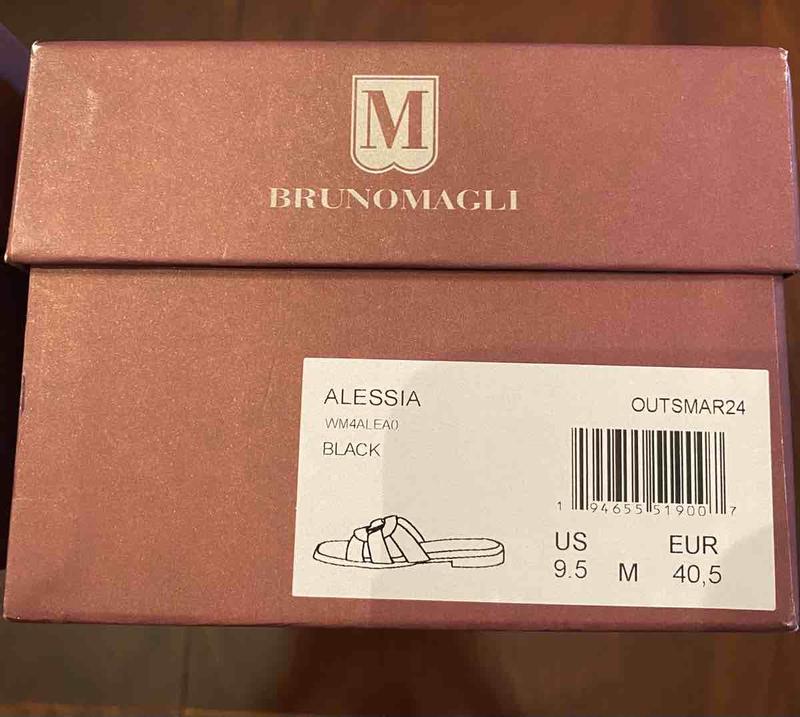 M
BRUNOMAGLI
ALESSIA
OUTSMAR24
WM4ALEA0
BLACK
1 94655 51900 7
US EUR
9.5 M 40,5